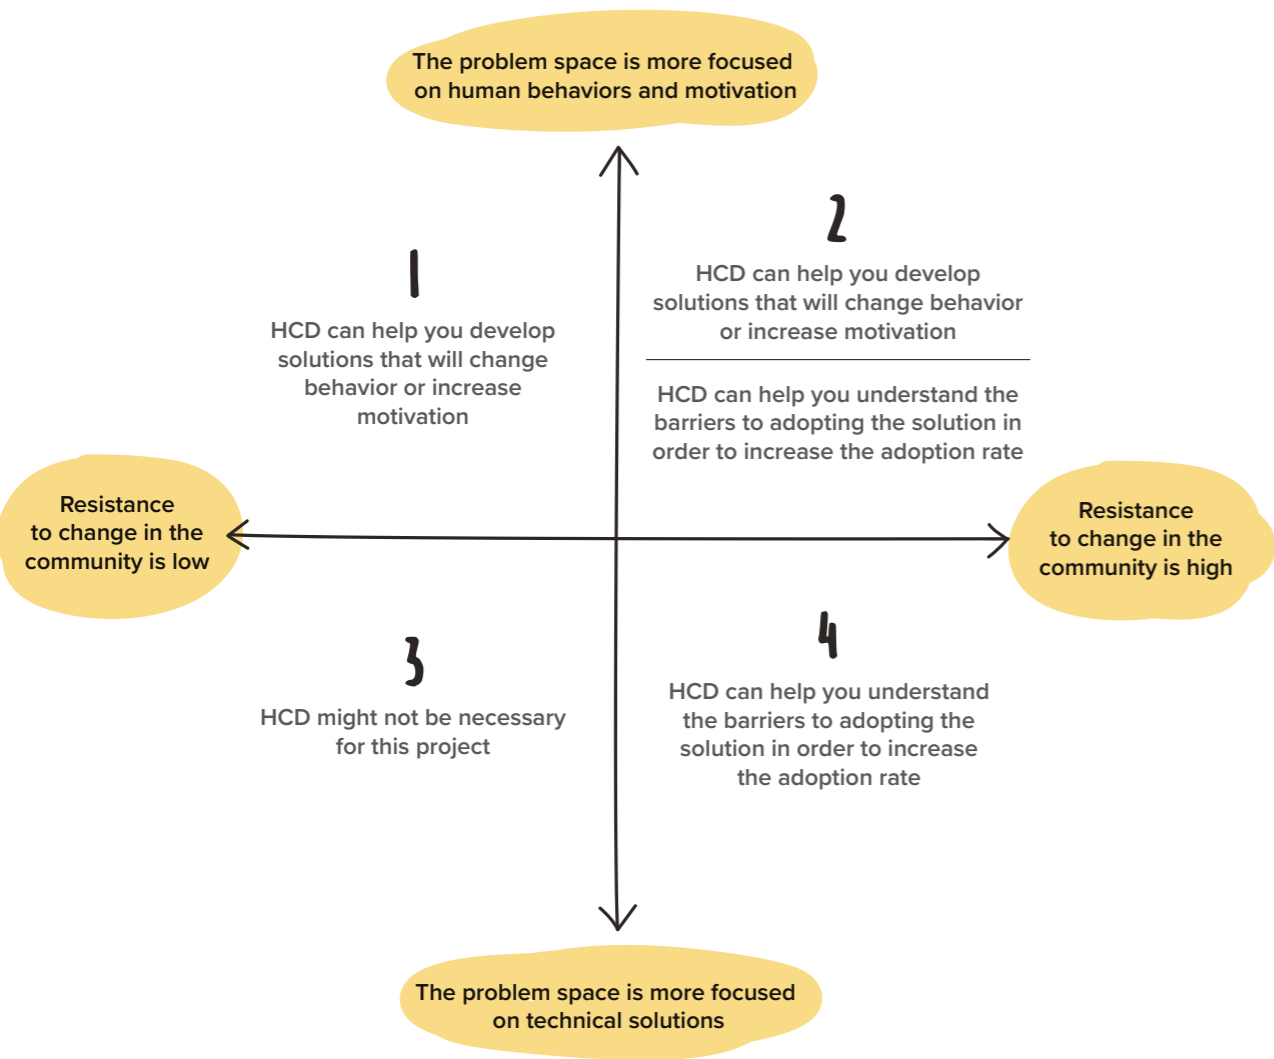 The problem space is more focused
on human behaviors and motivation
1
HCD can help you develop
solutions that will change
behavior or increase
motivation
2
HCD can help you develop
solutions that will change behavior
or increase motivation
HCD can help you understand the
barriers to adopting the solution in
order to increase the adoption rate
Resistance
to change in the
community is low
Resistance
to change in the
community is high
3
HCD might not be necessary
for this project
4
HCD can help you understand
the barriers to adopting the
solution in order to increase
the adoption rate
The problem space is more focused
on technical solutions